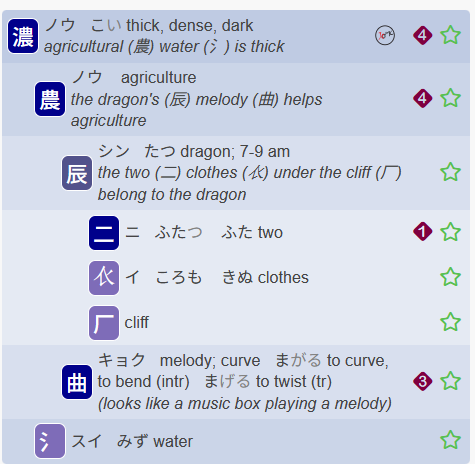 濃 ノウ こい thick, dense, dark 4
agricultural (農) water (氵) is thick
農 ノウ agriculture 4
the dragon's (辰) melody (曲) helps
agriculture
辰 シン たつ dragon; 7-9 am
the two (二) clothes (衣) under the cliff (厂)
belong to the dragon
二 ニ ふたつ ふた two 1
衣 イ ころも きぬ clothes
厂 cliff
曲 キョク melody; curve まがる to curve,
to bend (intr) まげる to twist (tr) 3
(looks like a music box playing a melody)
氵 スイ みず water